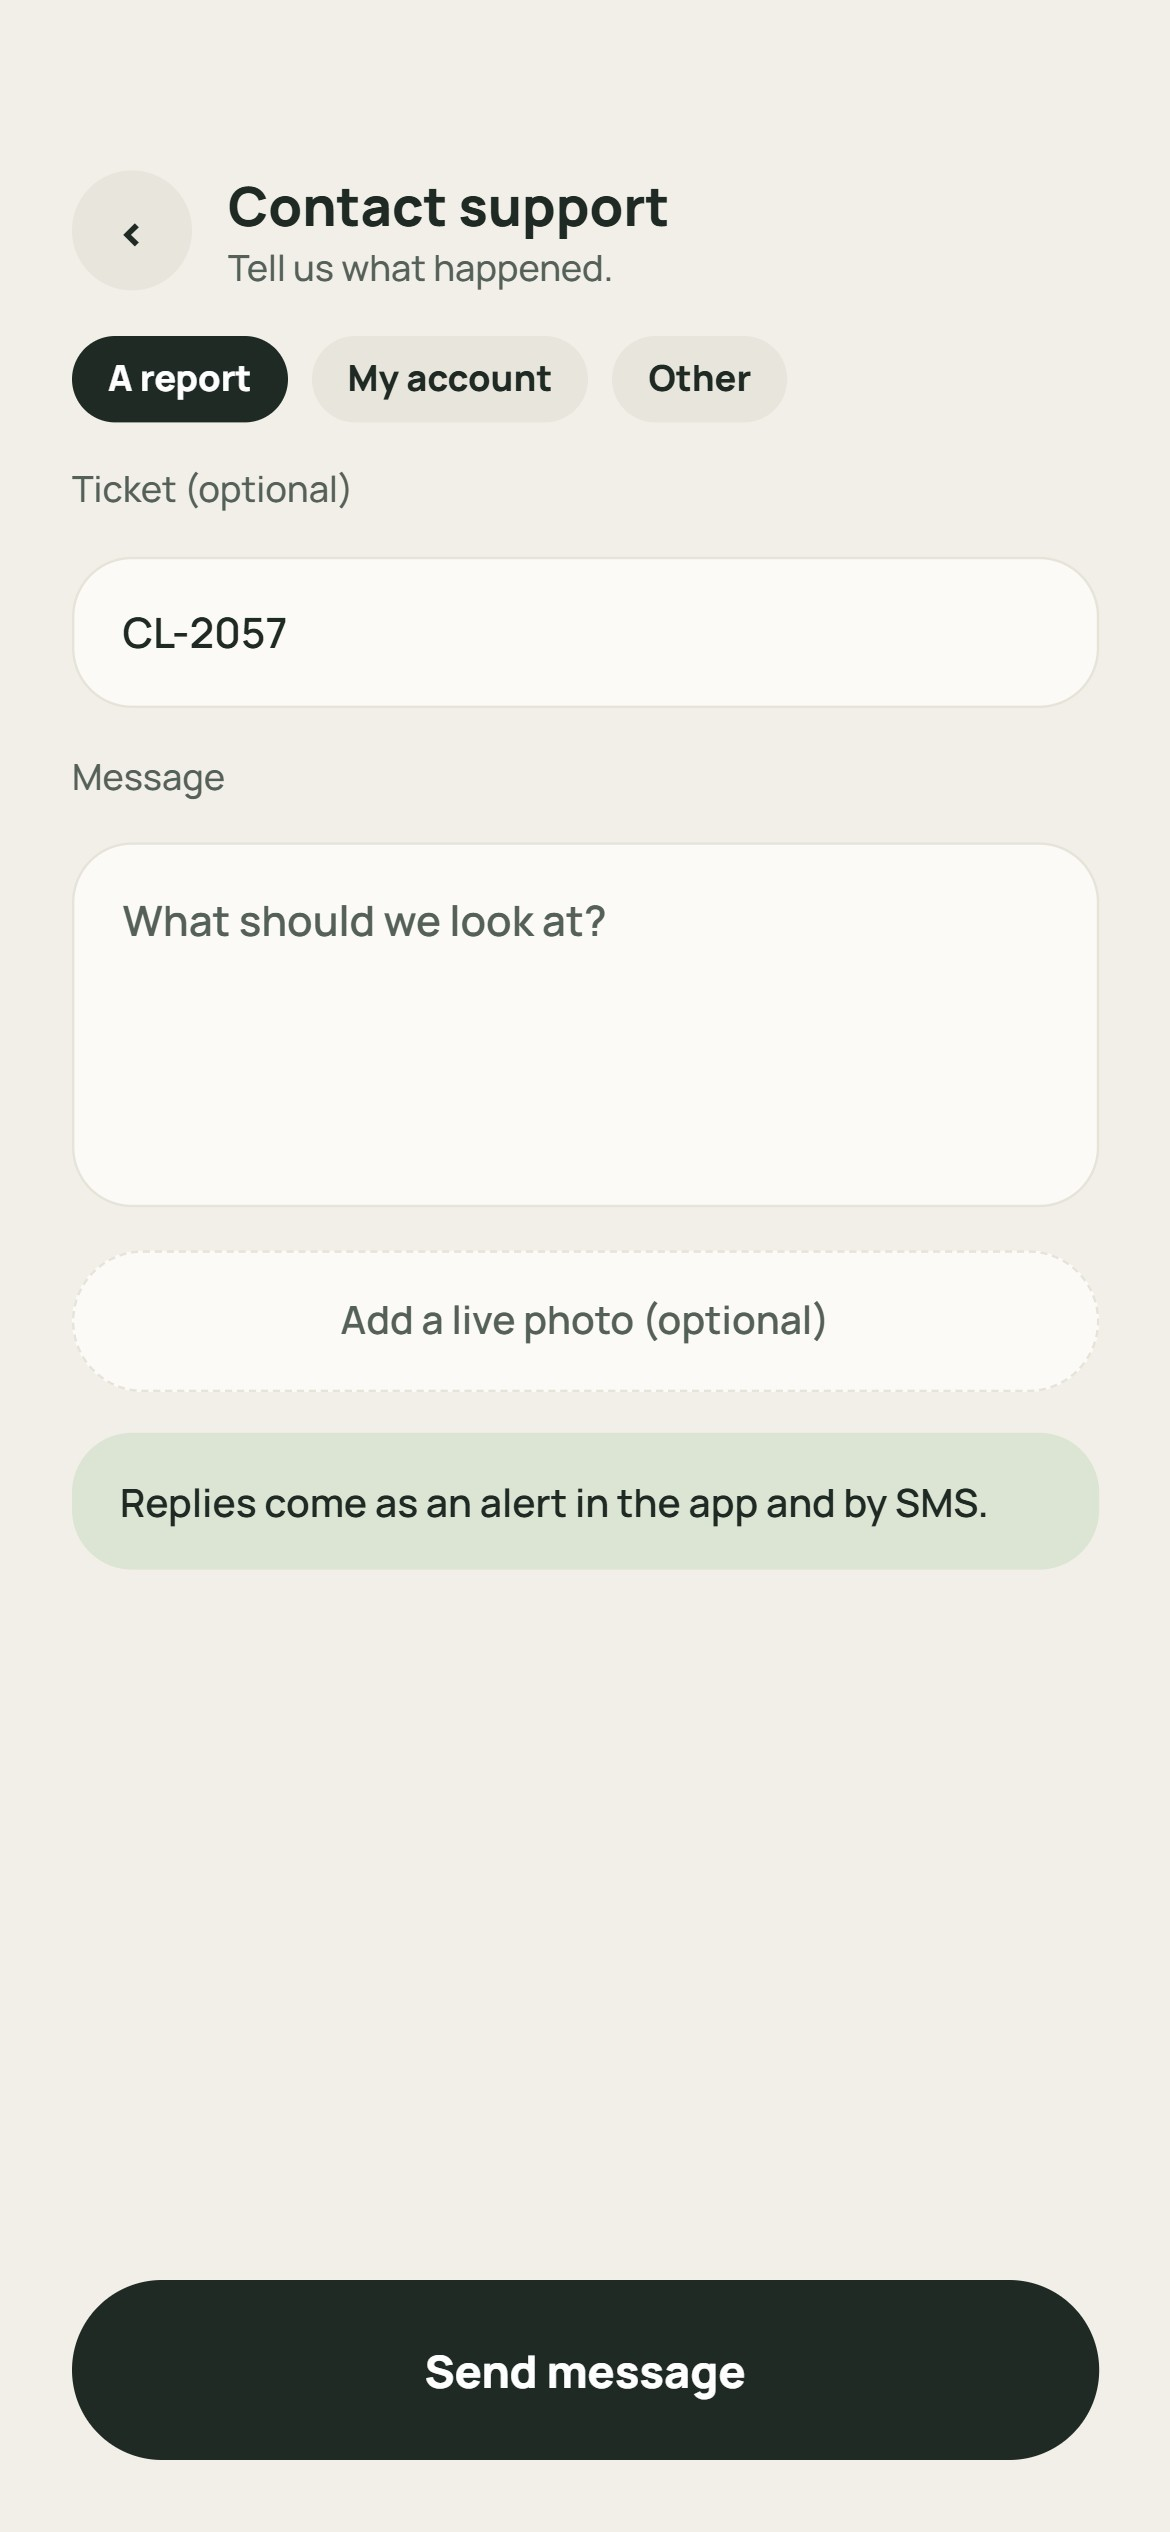 Contact support
Tell us what happened.
A report My account Other
Ticket (optional)
CL-2057
Message
What should we look at?
Add a live photo (optional)
Replies come as an alert in the app and by SMS.
Send message